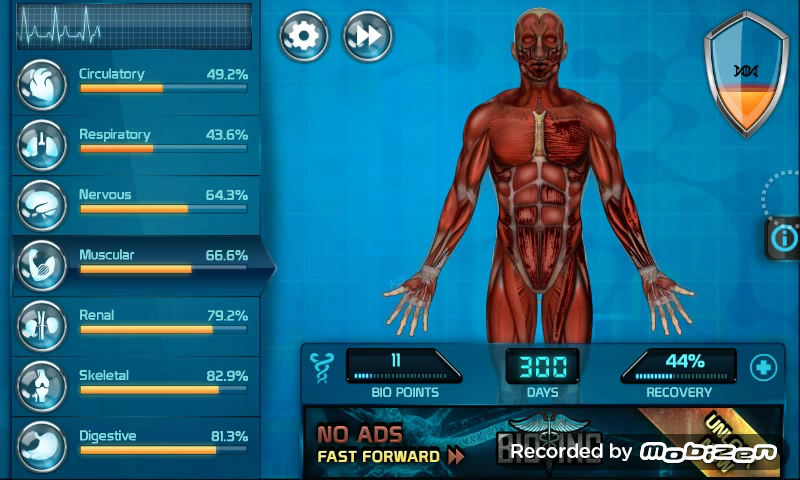 Circulatory 49.2%
Respiratory 43.6%
Nervous 64.3%
Muscular 66.6%
Renal 79.2%
Skeletal 82.9%
Digestive 81.3%
11
BIO POINTS
300
DAYS
44%
RECOVERY
NO ADS
FAST FORWARD
Recorded by mobizen